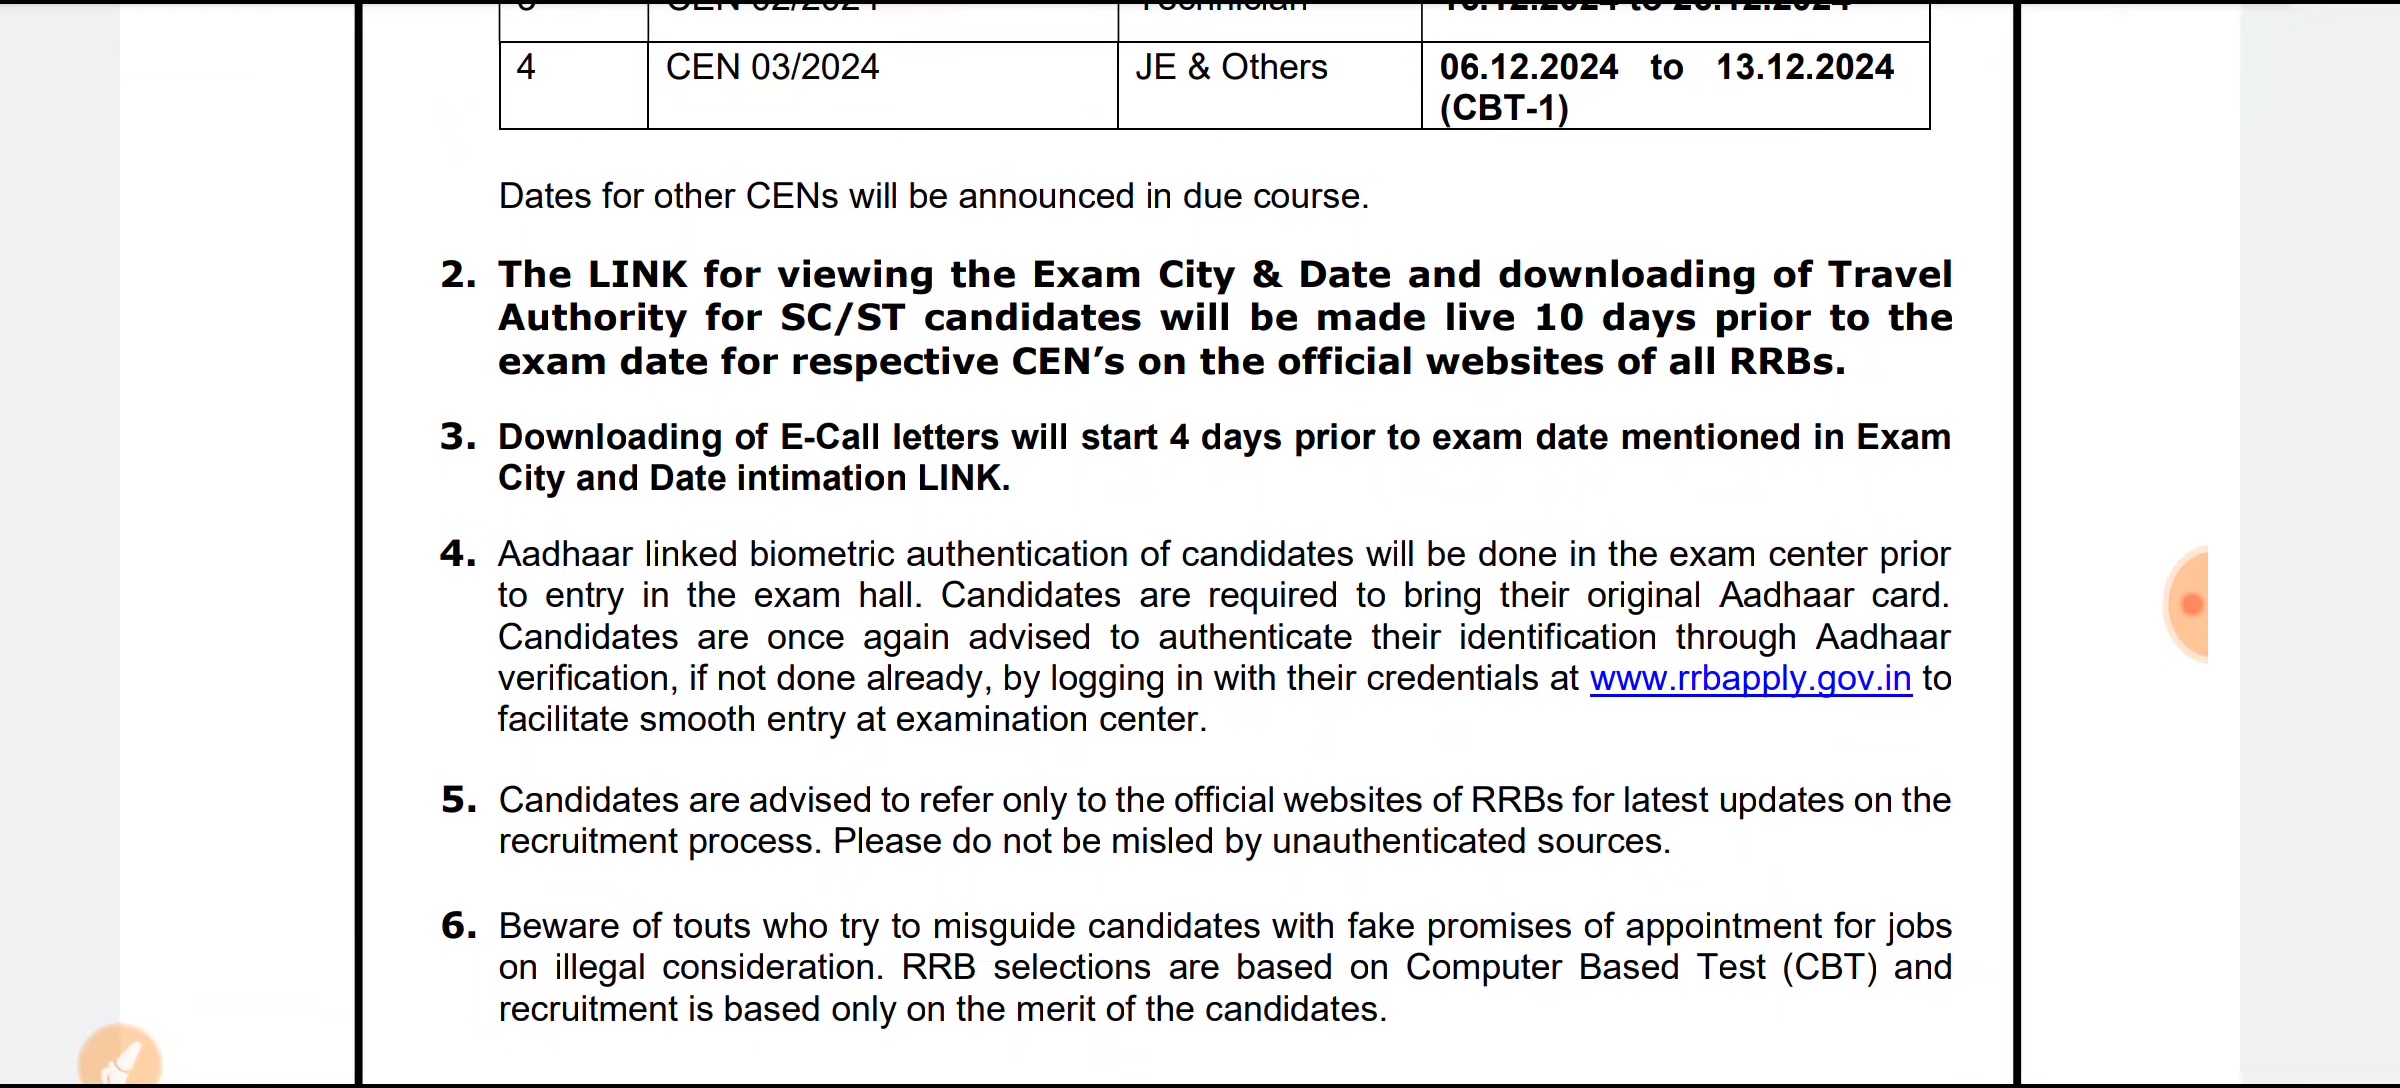 4 CEN 03/2024 JE & Others 06.12.2024 to 13.12.2024
(CBT-1)
Dates for other CENs will be announced in due course.
2. The LINK for viewing the Exam City & Date and downloading of Travel
Authority for SC/ST candidates will be made live 10 days prior to the
exam date for respective CEN’s on the official websites of all RRBs.
3. Downloading of E-Call letters will start 4 days prior to exam date mentioned in Exam
City and Date intimation LINK.
4. Aadhaar linked biometric authentication of candidates will be done in the exam center prior
to entry in the exam hall. Candidates are required to bring their original Aadhaar card.
Candidates are once again advised to authenticate their identification through Aadhaar
verification, if not done already, by logging in with their credentials at www.rrbapply.gov.in to
facilitate smooth entry at examination center.
5. Candidates are advised to refer only to the official websites of RRBs for latest updates on the
recruitment process. Please do not be misled by unauthenticated sources.
6. Beware of touts who try to misguide candidates with fake promises of appointment for jobs
on illegal consideration. RRB selections are based on Computer Based Test (CBT) and
recruitment is based only on the merit of the candidates.